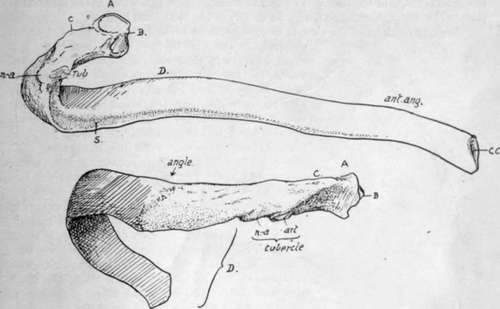 A
C
B.
n-a
Tub
D.
ant. ang.
S.
C.C.
angle
A
C.
B
n-a art
tubercle
D.